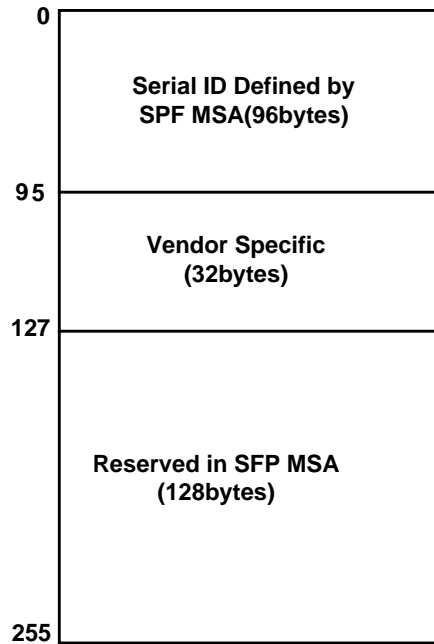 0
Serial ID Defined by
SPF MSA(96bytes)
95
Vendor Specific
(32bytes)
127
Reserved in SFP MSA
(128bytes)
255